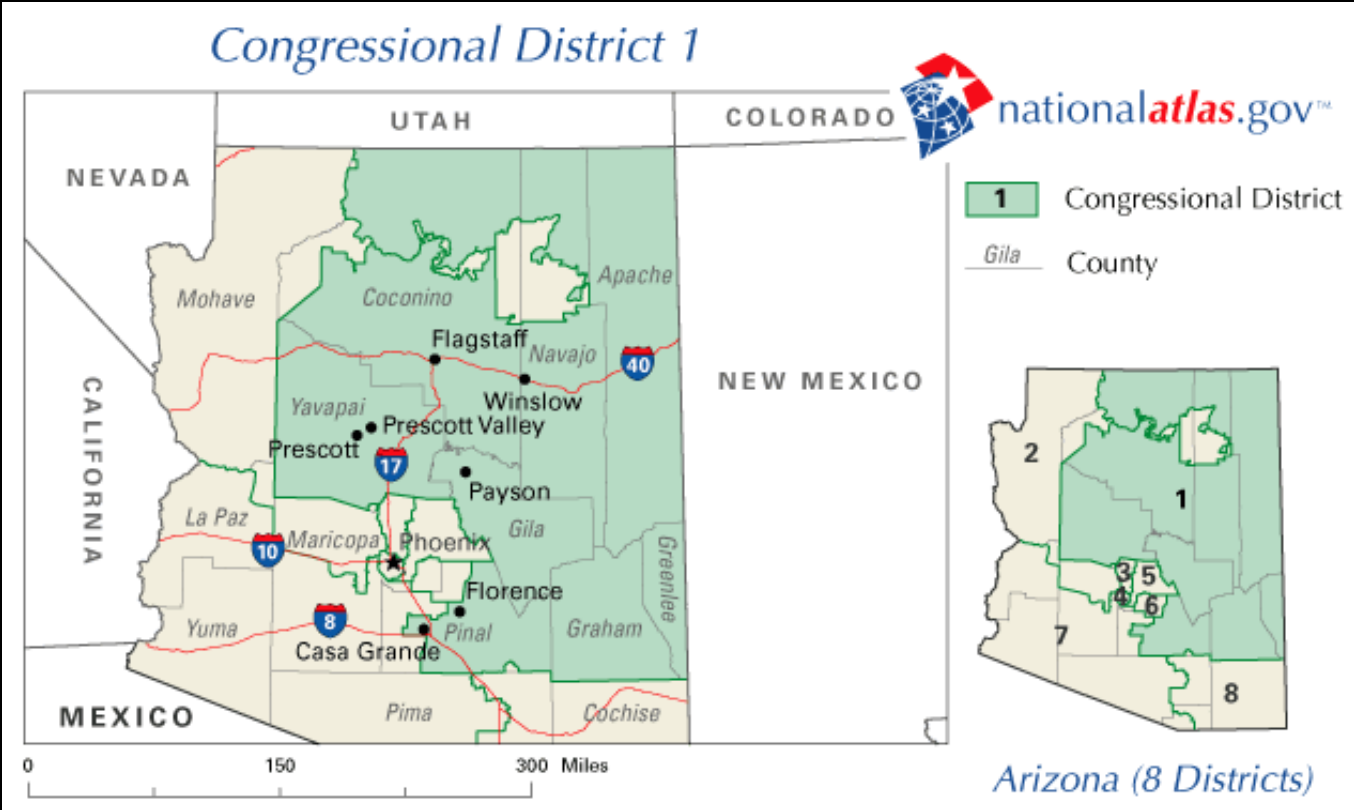 Congressional District 1
nationalatlas.gov™
UTAH
COLORADO
NEVADA
1 Congressional District
Gila County
Mohave
Coconino
Apache
Flagstaff
Navajo
40
CALIFORNIA
NEW MEXICO
Winslow
Yavapai
Prescott Valley
Prescott
17
Payson
La Paz
Gila
10
Maricopa
Phoenix
Greenlee
Florence
8
Yuma
Pinal
Graham
Casa Grande
MEXICO
Pima
Cochise
0 150 300 Miles
2
1
3
5
4
6
7
8
Arizona (8 Districts)